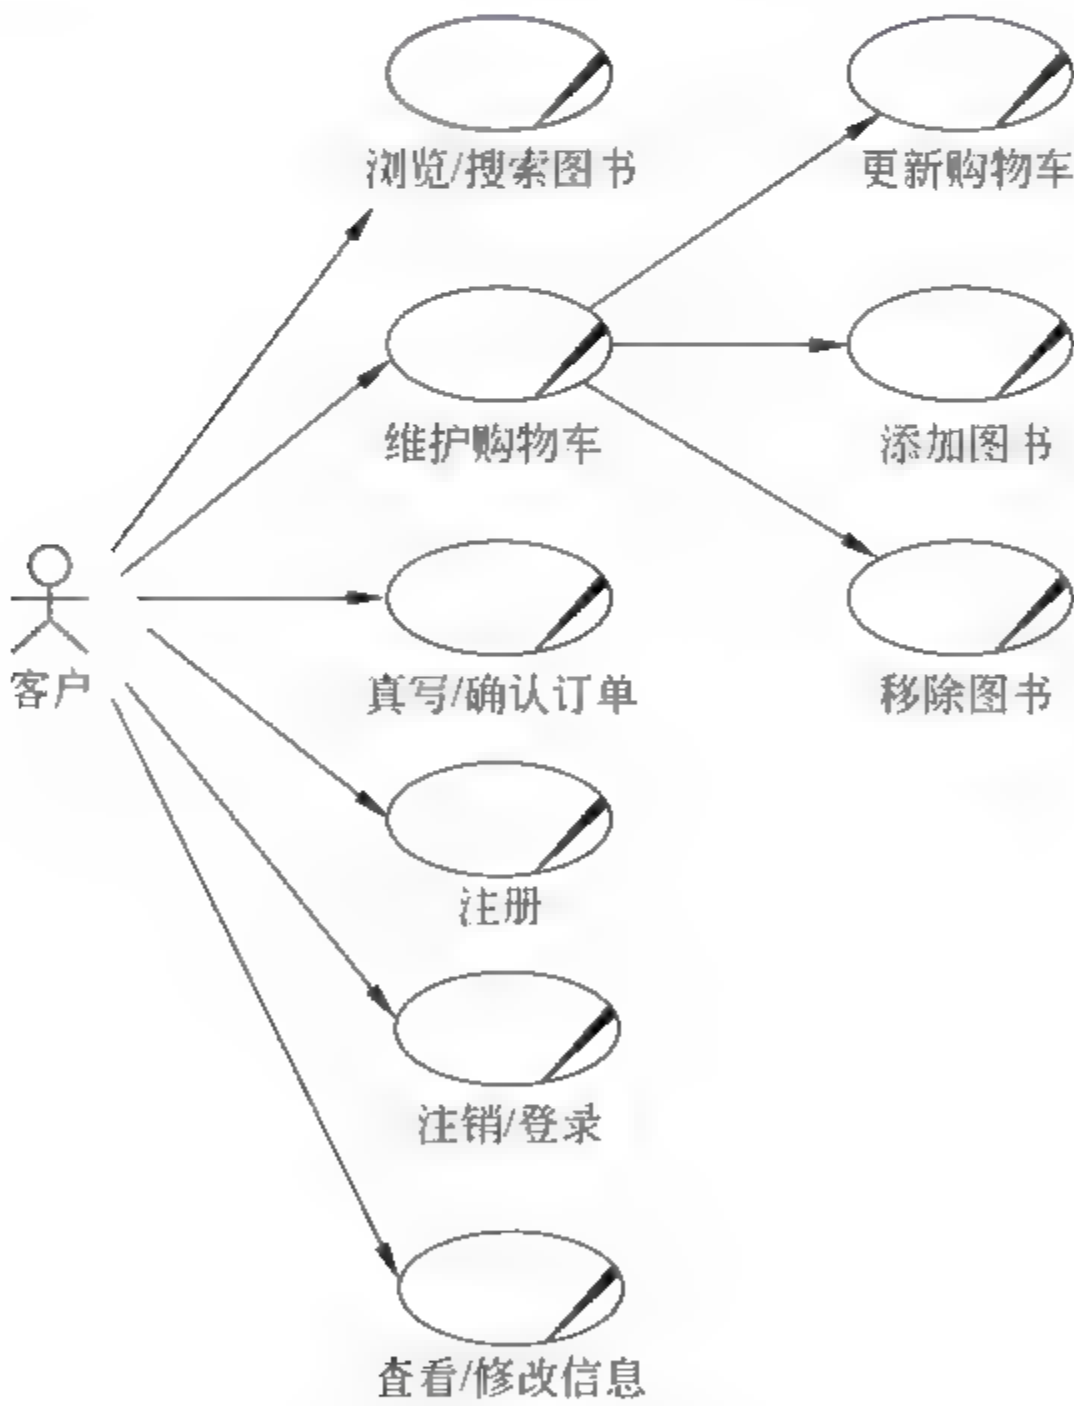 浏览/搜索图书
更新购物车
维护购物车
添加图书
客户
真写/确认订单
移除图书
注册
注销/登录
查看/修改信息